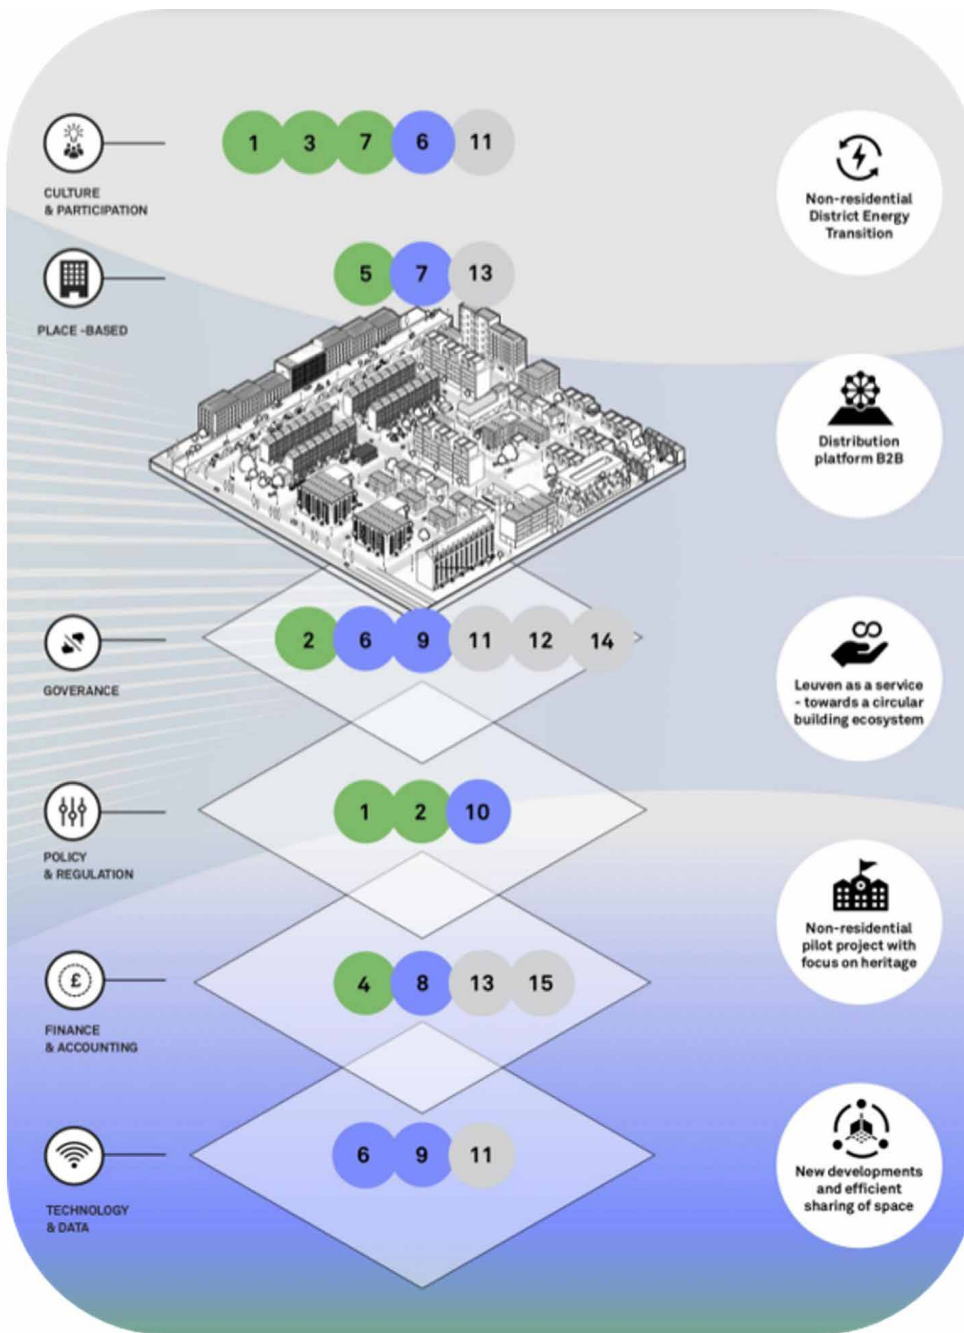 1 3 7 6 11
CULTURE
& PARTICIPATION
Non-residential
District Energy
Transition
5 7 13
PLACE -BASED
Distribution
platform B2B
2 6 9 11 12 14
GOVERANCE
Leuven as a service
- towards a circular
building ecosystem
1 2 10
POLICY
& REGULATION
Non-residential
pilot project with
focus on heritage
£
4 8 13 15
FINANCE
& ACCOUNTING
6 9 11
TECHNOLOGY
& DATA
New developments
and efficient
sharing of space